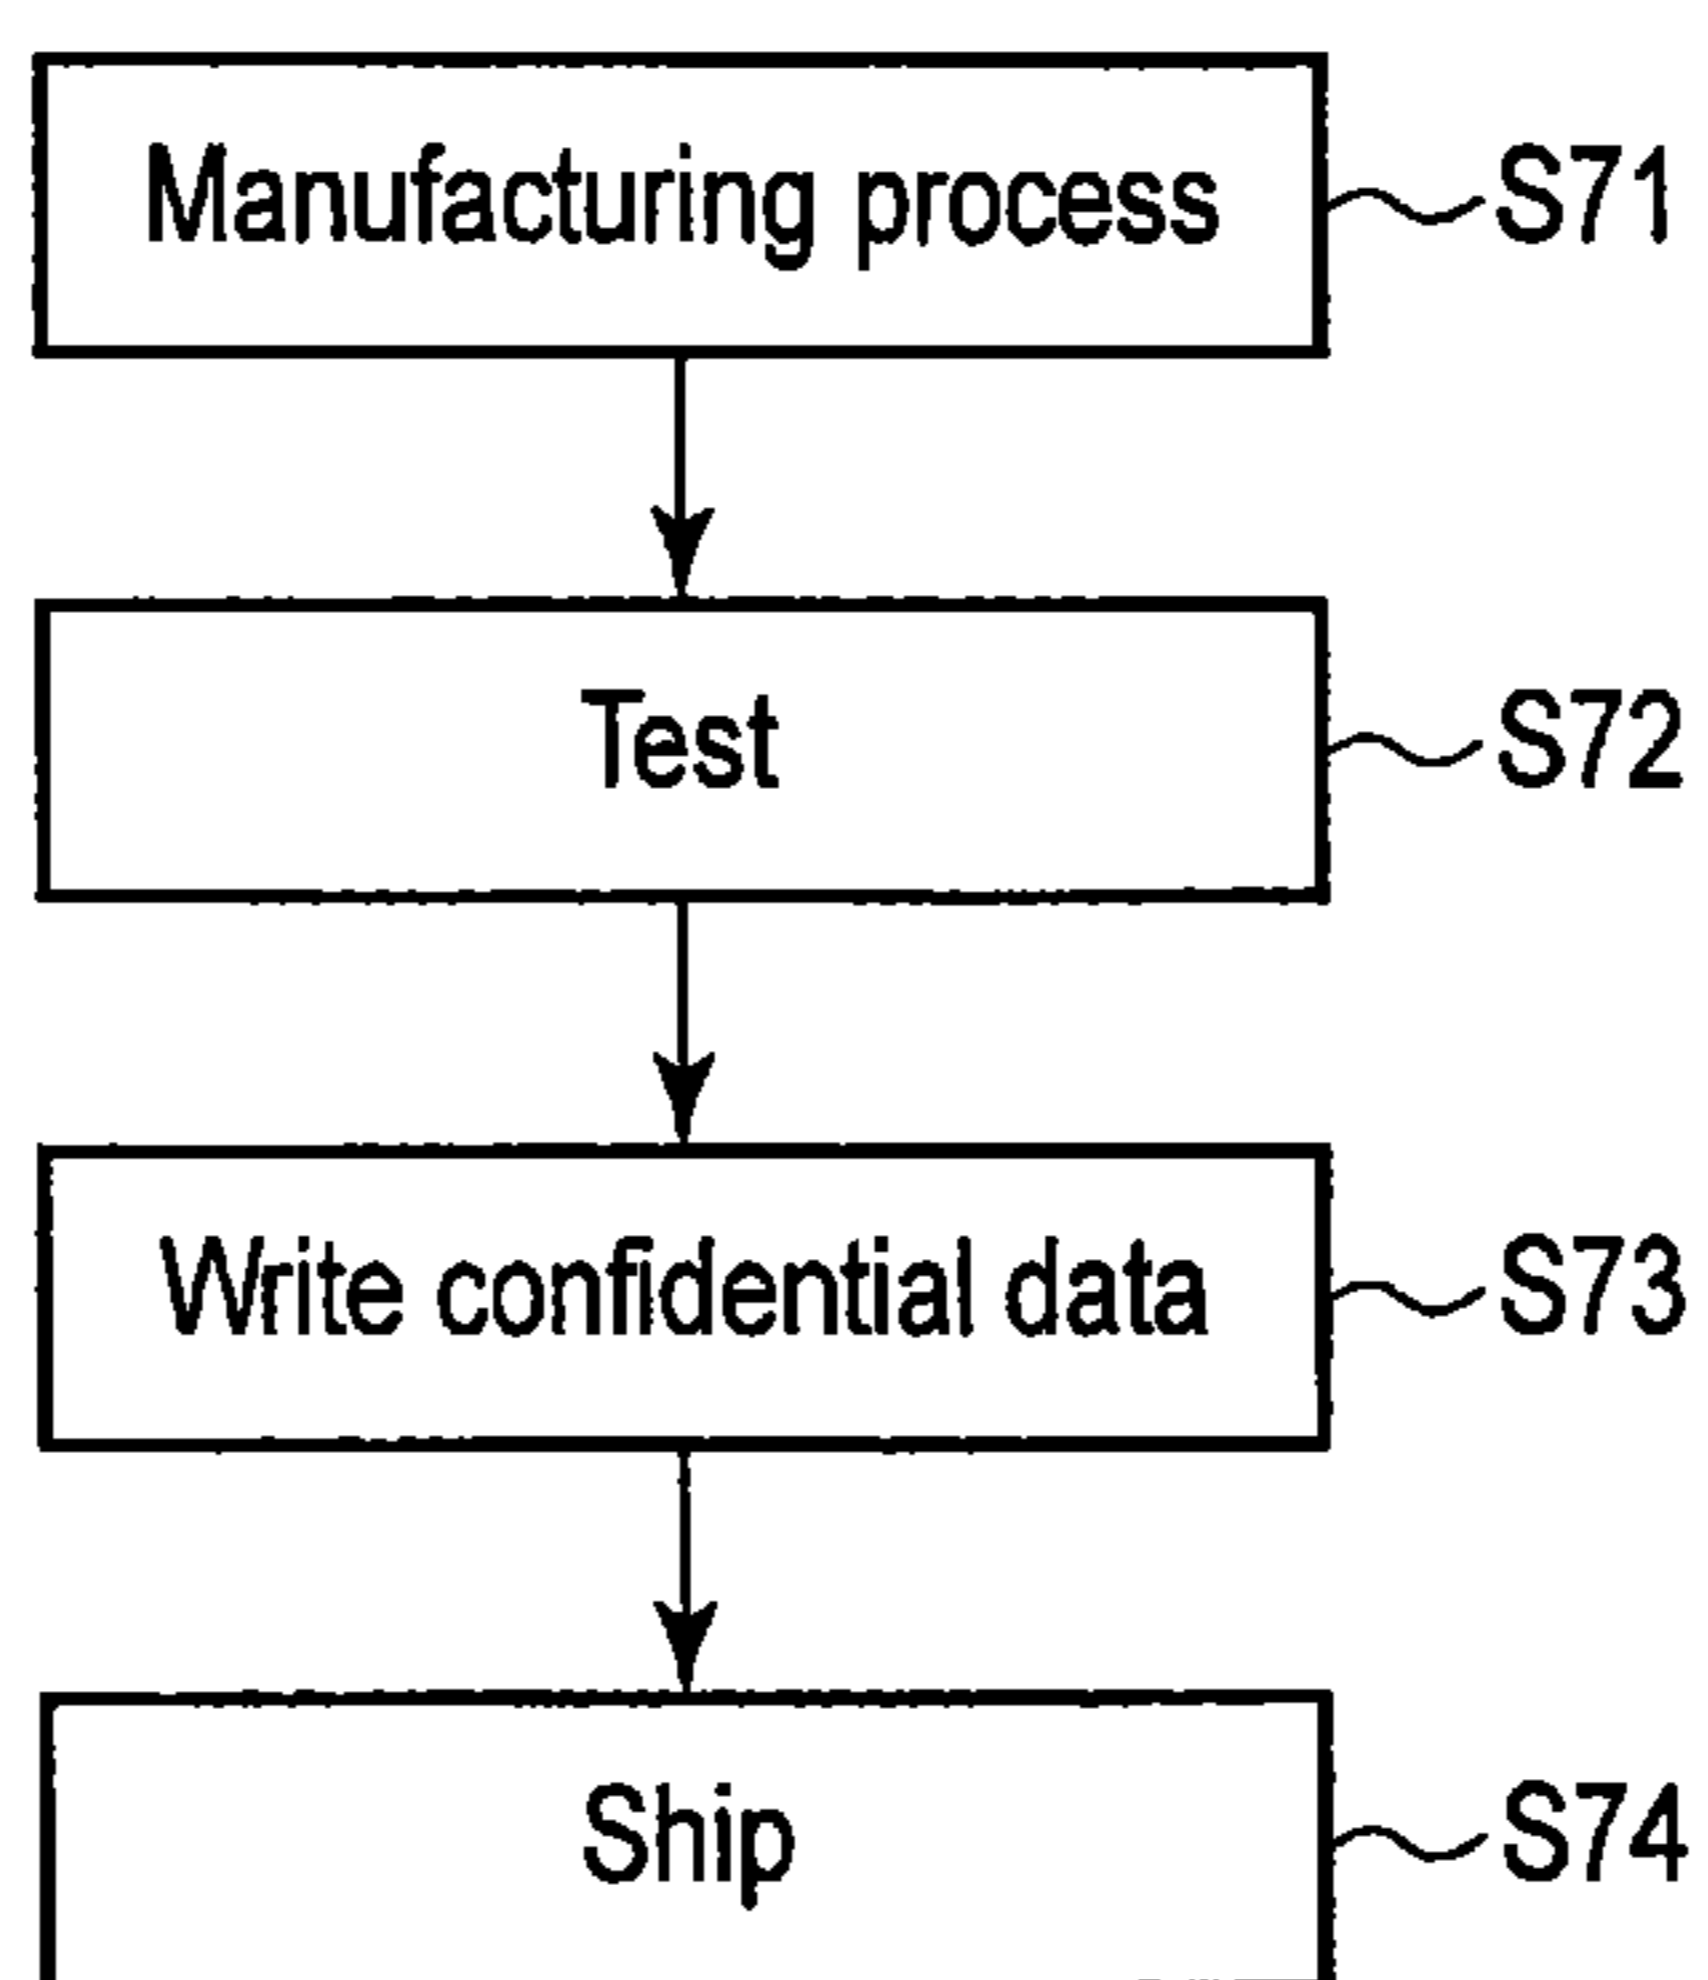 Manufacturing process S71
Test S72
Write confidential data S73
Ship S74